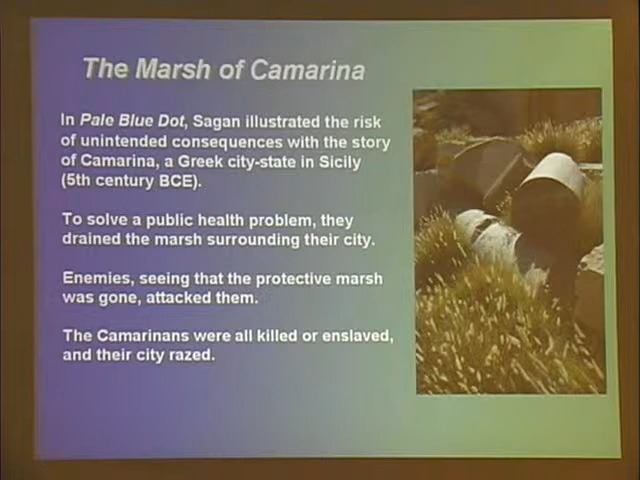 The Marsh of Camarina
In Pale Blue Dot, Sagan illustrated the risk
of unintended consequences with the story
of Camarina, a Greek city-state in Sicily
(5th century BCE).
To solve a public health problem, they
drained the marsh surrounding their city.
Enemies, seeing that the protective marsh
was gone, attacked them.
The Camarinans were all killed or enslaved,
and their city razed.